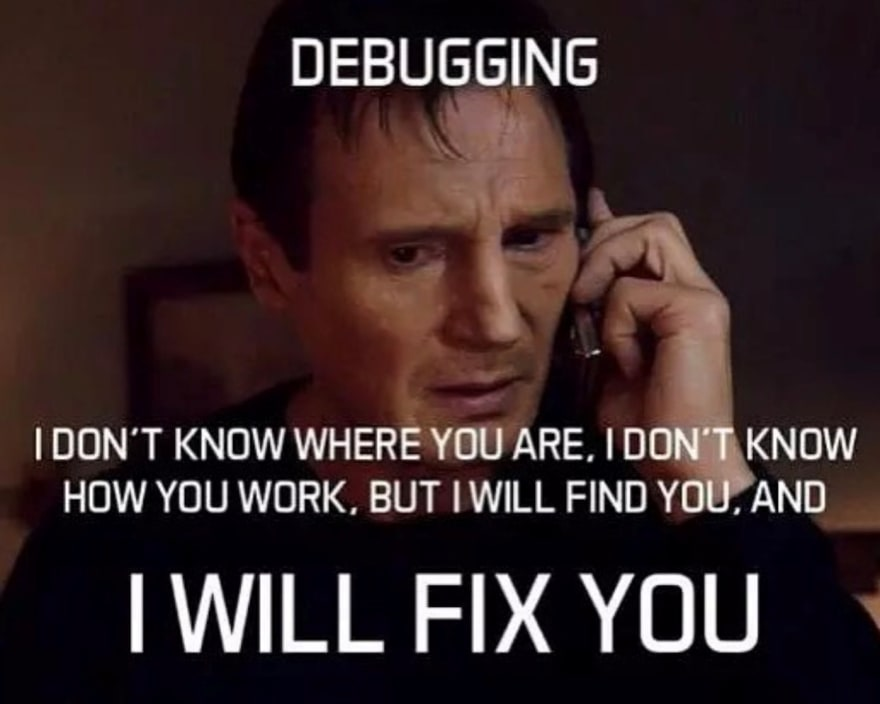 DEBUGGING
I DON'T KNOW WHERE YOU ARE, I DON'T KNOW
HOW YOU WORK, BUT I WILL FIND YOU, AND
I WILL FIX YOU